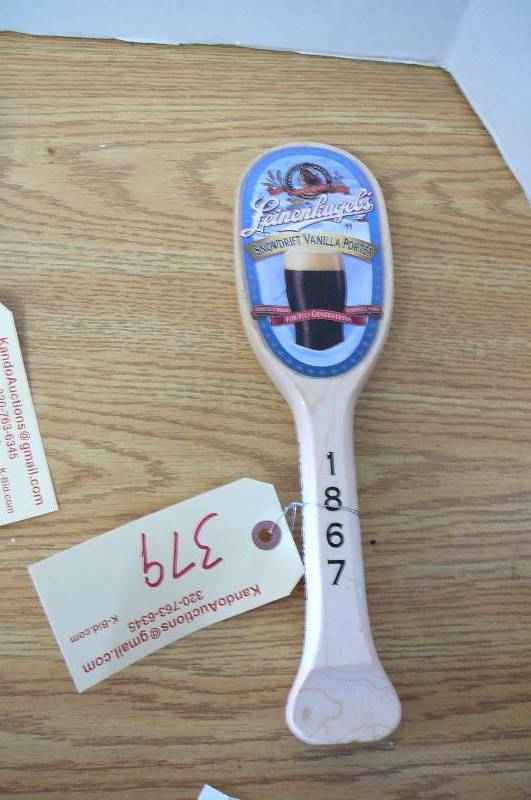 Leinenkugel's
SNOWDRIFT VANILLA PORTER
FOR FIVE GENERATIONS
1
8
6
7
379
KandoAuctions@gmail.com
320-763-6345
K-Bid.com
KandoAuctions@gmail.com
320-763-6345
K-Bid.com